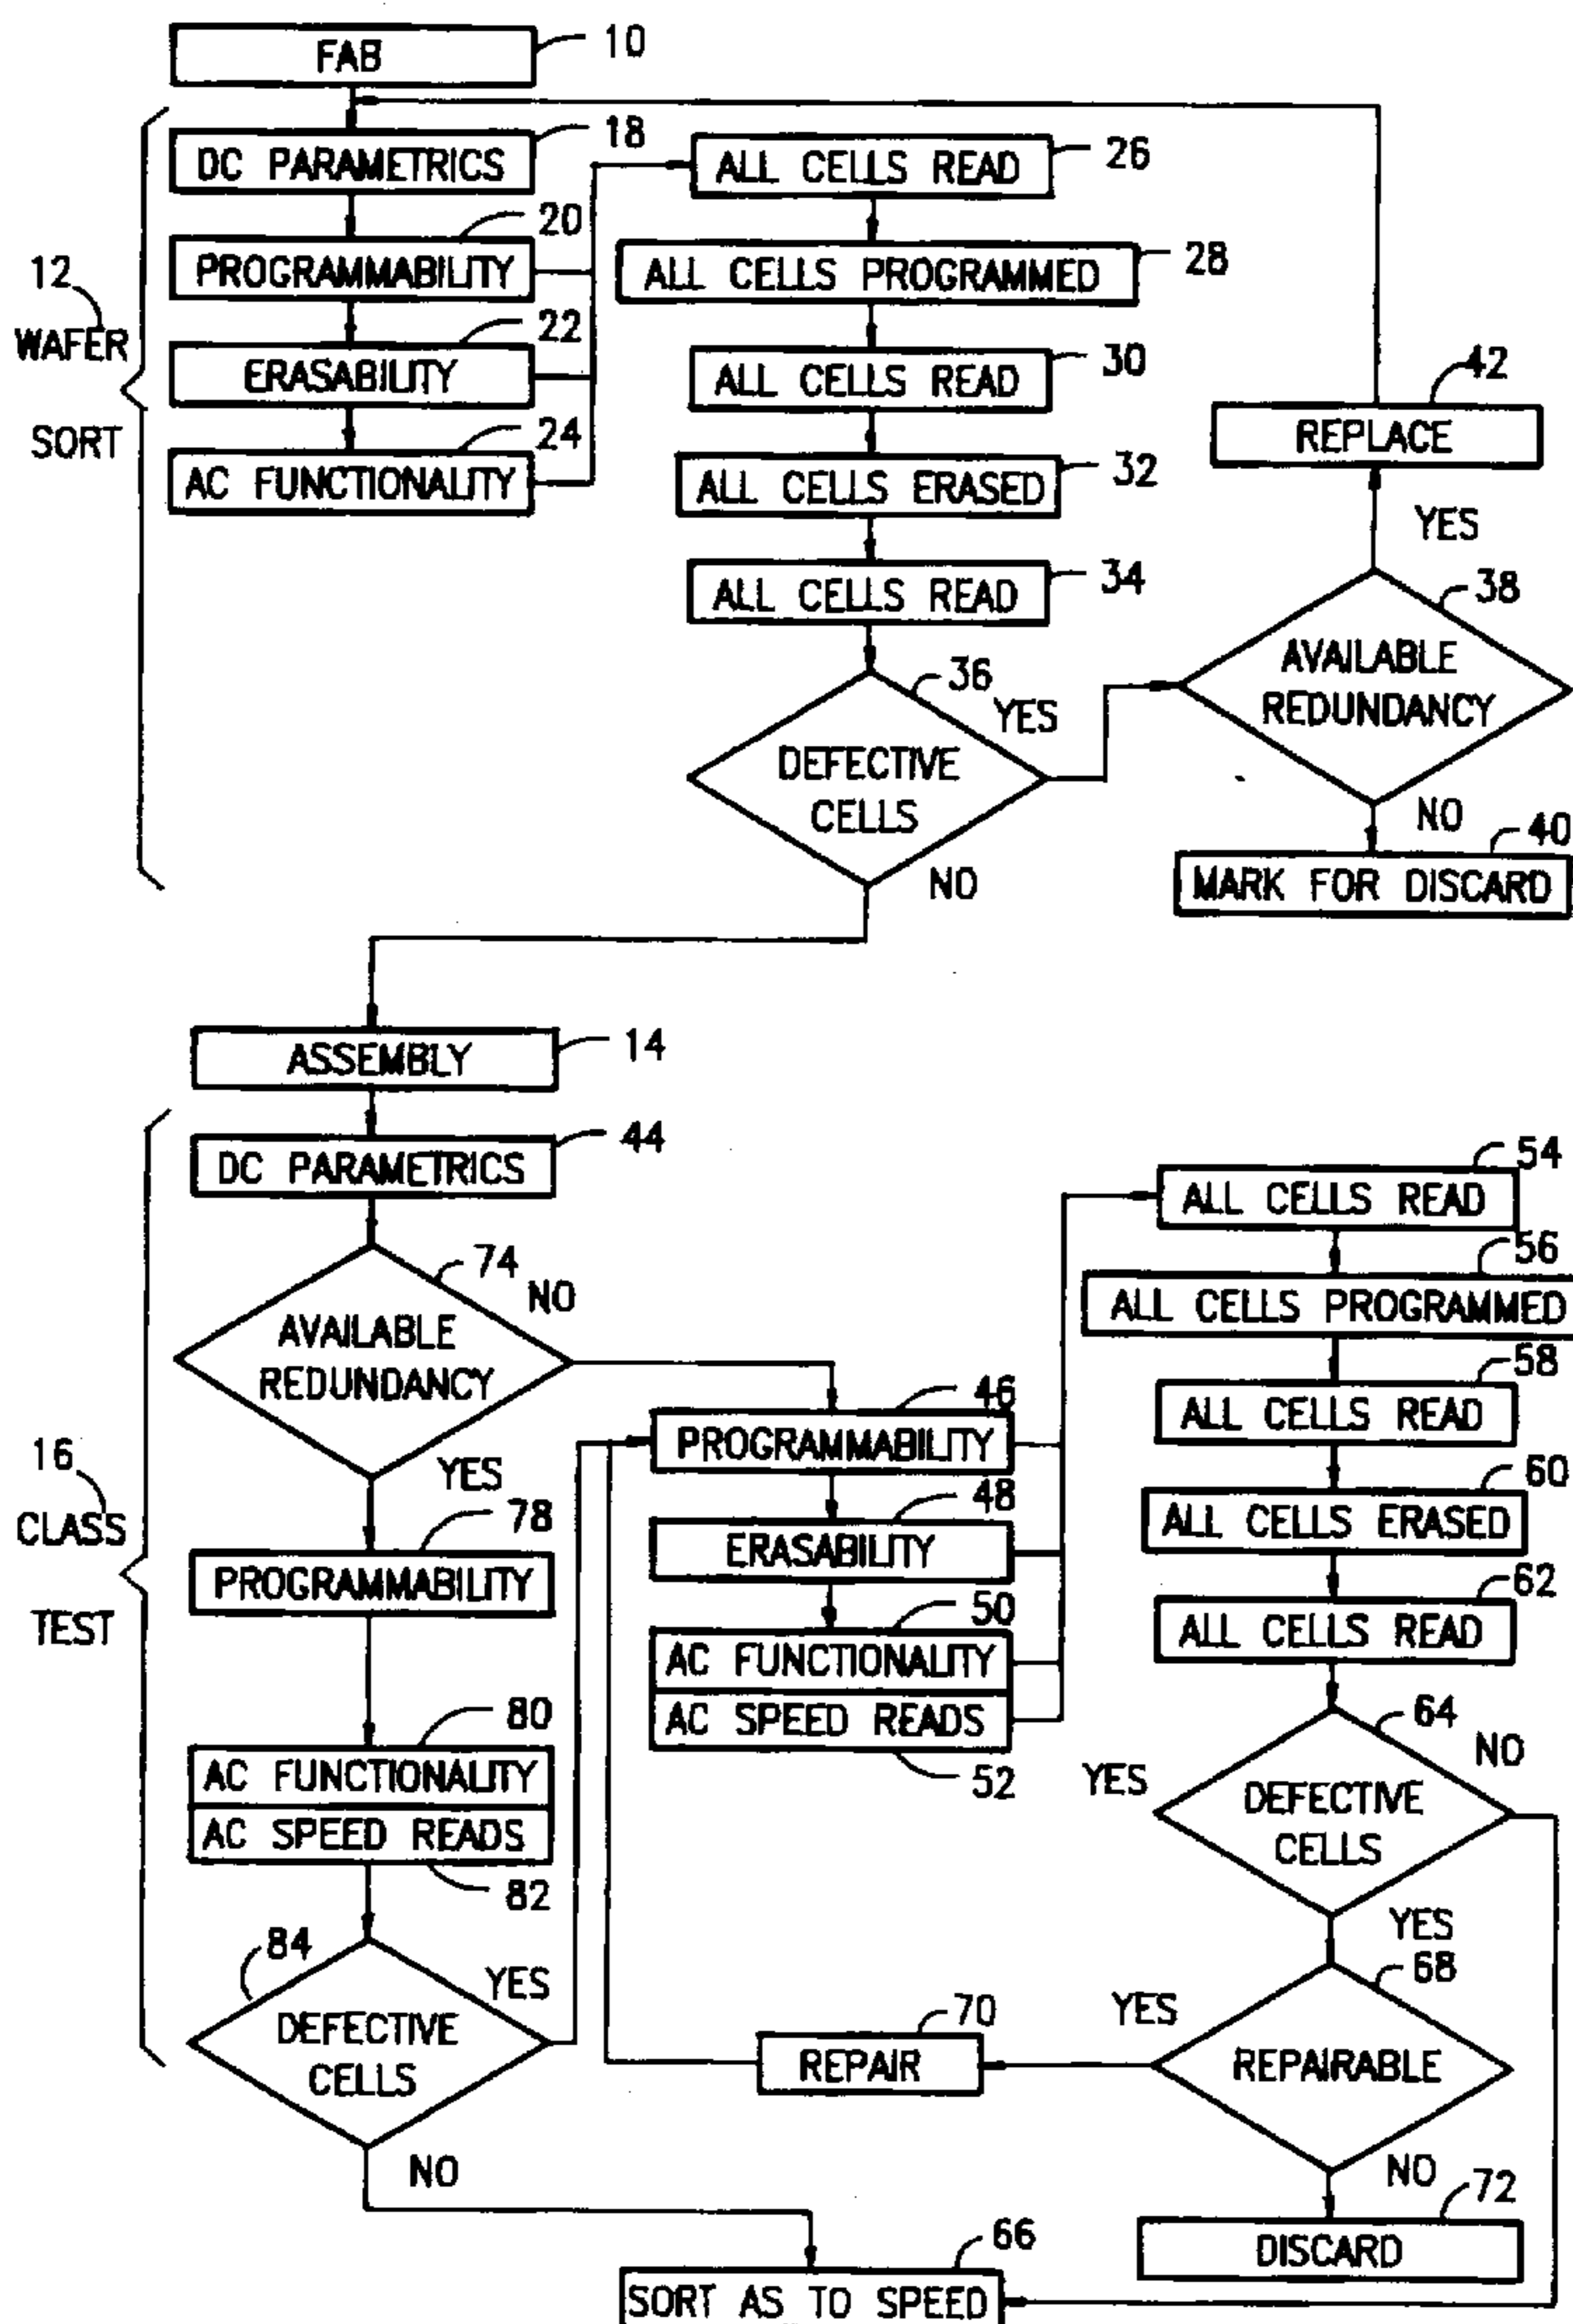 FAB
10
DC PARAMETRICS
18
PROGRAMMABILITY
20
ERASABILITY
22
AC FUNCTIONALITY
24
12
WAFER
SORT
ALL CELLS READ
26
ALL CELLS PROGRAMMED
28
ALL CELLS READ
30
ALL CELLS ERASED
32
ALL CELLS READ
34
36
YES
DEFECTIVE
CELLS
NO
42
REPLACE
YES
38
AVAILABLE
REDUNDANCY
NO
40
MARK FOR DISCARD
ASSEMBLY
14
DC PARAMETRICS
44
74
NO
AVAILABLE
REDUNDANCY
YES
16
CLASS
TEST
78
PROGRAMMABILITY
80
AC FUNCTIONALITY
AC SPEED READS
82
84
YES
DEFECTIVE
CELLS
NO
46
PROGRAMMABILITY
48
ERASABILITY
50
AC FUNCTIONALITY
AC SPEED READS
52
54
ALL CELLS READ
56
ALL CELLS PROGRAMMED
58
ALL CELLS READ
60
ALL CELLS ERASED
62
ALL CELLS READ
64
YES
NO
DEFECTIVE
CELLS
YES
68
YES
REPAIRABLE
70
REPAIR
NO
72
DISCARD
66
SORT AS TO SPEED